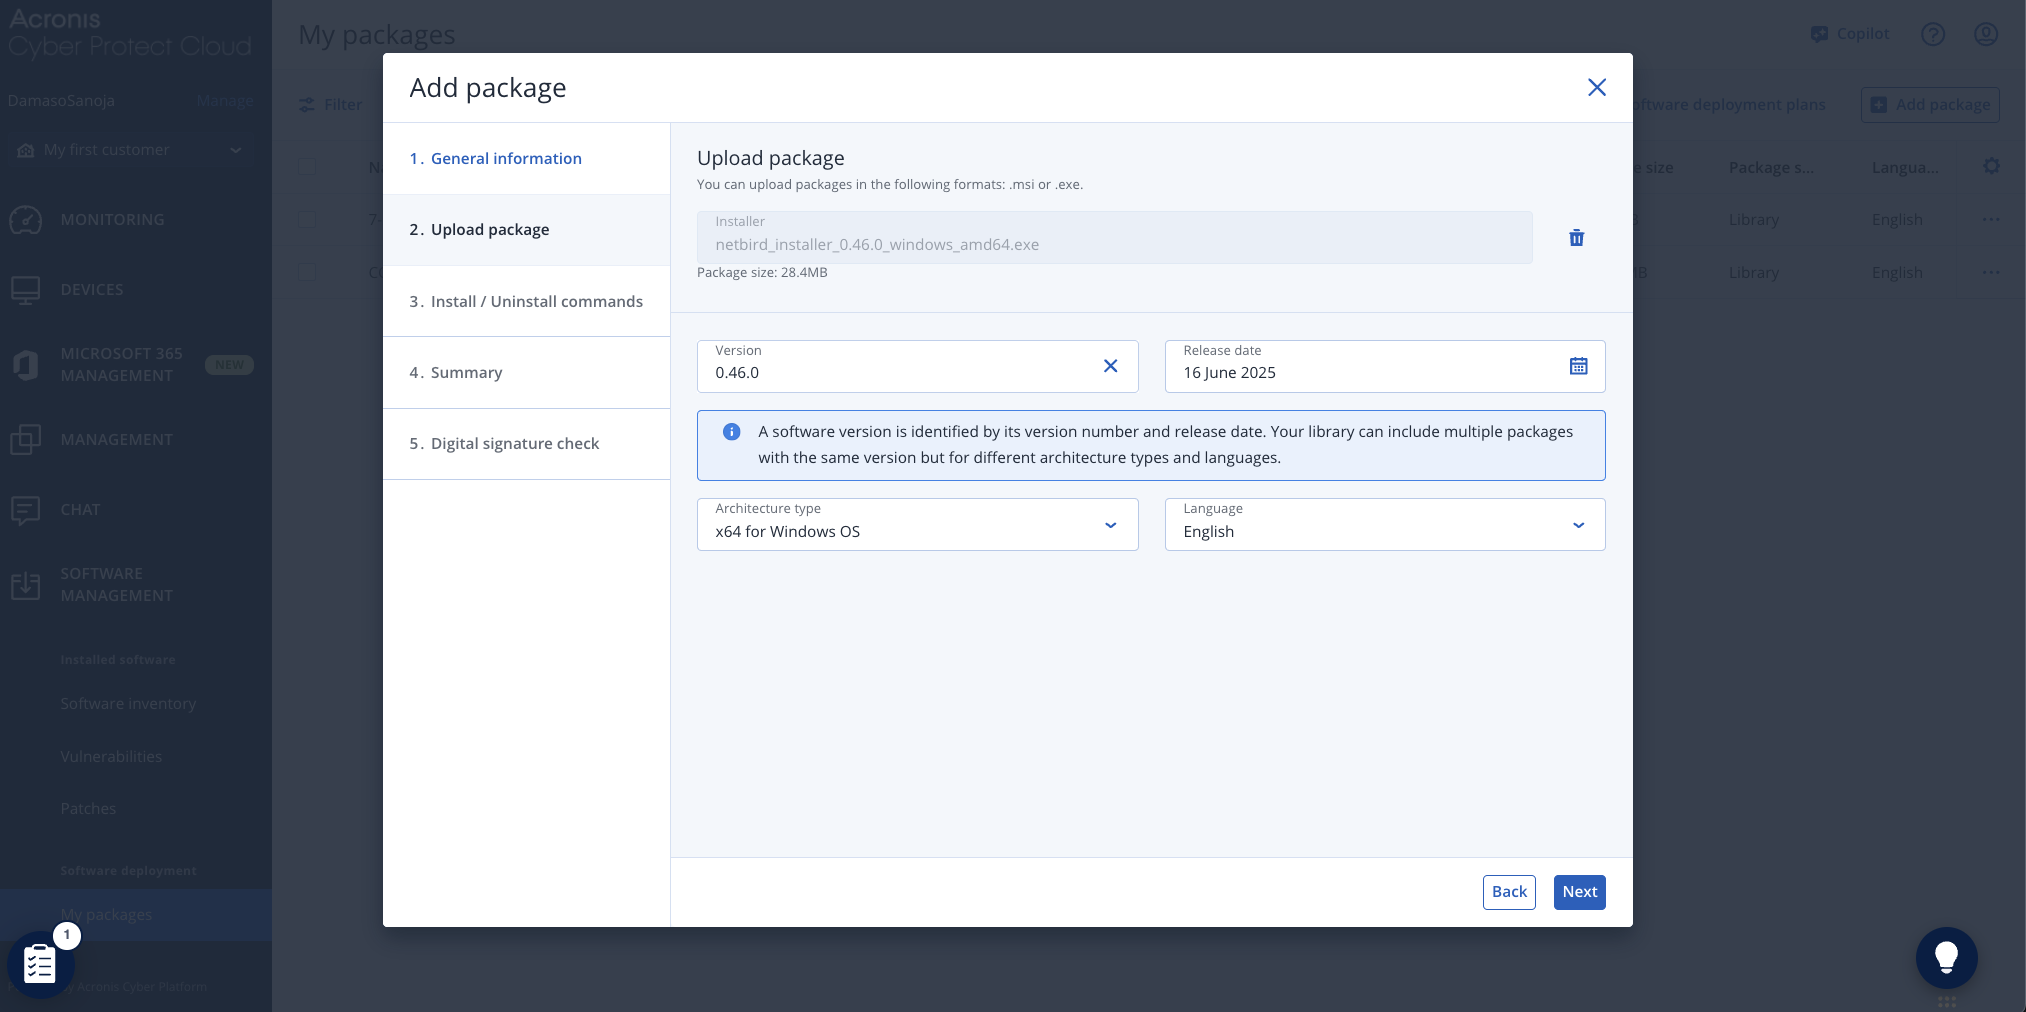 Acronis
Cyber Protect Cloud
DamasoSanoja
Manage
My first customer
MONITORING
DEVICES
MICROSOFT 365
MANAGEMENT
NEW
MANAGEMENT
CHAT
SOFTWARE
MANAGEMENT
Installed software
Software inventory
Vulnerabilities
Patches
Software deployment
My packages
1
Acronis Cyber Platform
My packages
Copilot
Filter
oftware deployment plans
Add package
e size
Package s...
Langua...
Library
English
Library
English
Add package
1. General information
2. Upload package
3. Install / Uninstall commands
4. Summary
5. Digital signature check
Upload package
You can upload packages in the following formats: .msi or .exe.
Installer
netbird_installer_0.46.0_windows_amd64.exe
Package size: 28.4MB
Version
0.46.0
Release date
16 June 2025
A software version is identified by its version number and release date. Your library can include multiple packages
with the same version but for different architecture types and languages.
Architecture type
x64 for Windows OS
Language
English
Back
Next